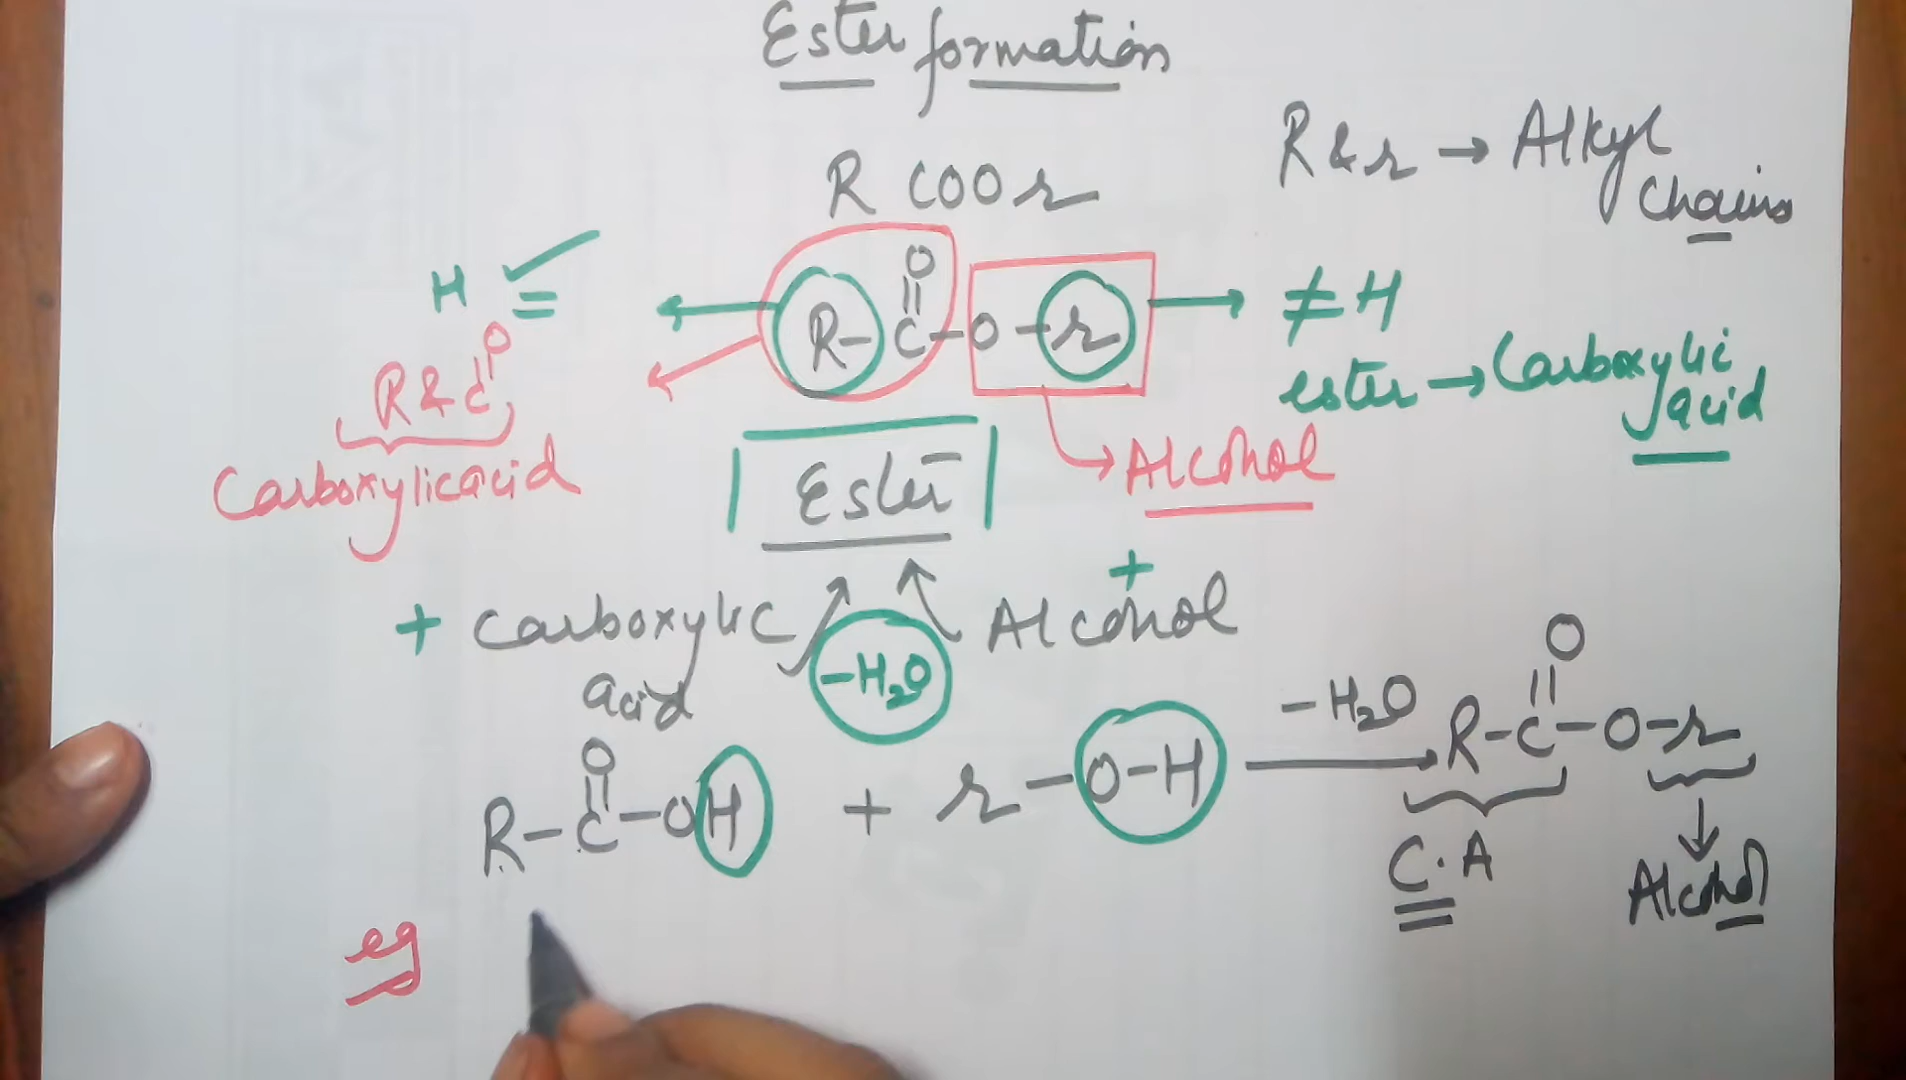 Ester formation
R COOr
R & r → Alkyl
Chains
H ✓
=
O
R & C
Carboxylic acid
O
||
R-C-O-r
≠ H
ester → Carboxylic
acid
Alcohol
Ester
+ Carboxylic
acid
-H₂O
+
Alcohol
O
||
R-C-OH + r-O-H
-H₂O
→
O
||
R-C-O-r
C.A
Alcohol
eg